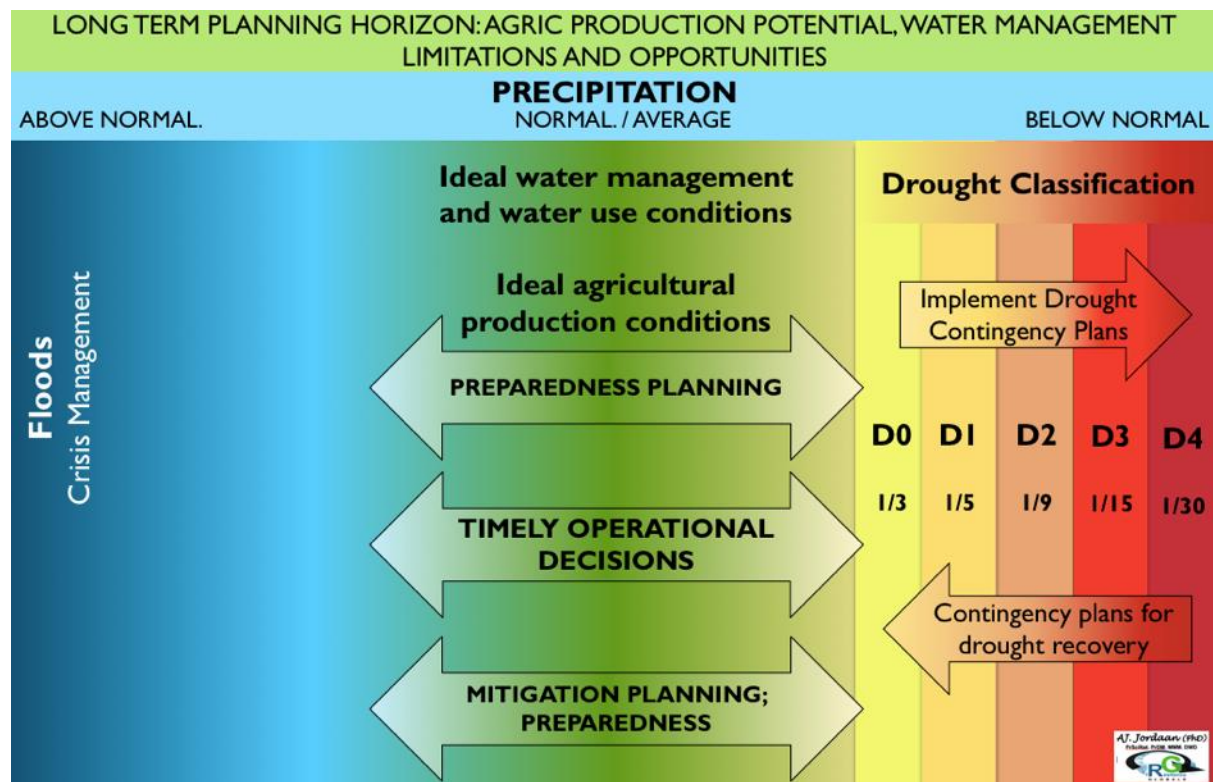 LONG TERM PLANNING HORIZON: AGRIC PRODUCTION POTENTIAL, WATER MANAGEMENT
LIMITATIONS AND OPPORTUNITIES
PRECIPITATION
ABOVE NORMAL.
NORMAL. / AVERAGE
BELOW NORMAL
Floods
Crisis Management
Ideal water management
and water use conditions
Ideal agricultural
production conditions
PREPAREDNESS PLANNING
TIMELY OPERATIONAL
DECISIONS
MITIGATION PLANNING;
PREPAREDNESS
Drought Classification
Implement Drought
Contingency Plans
D0 D1 D2 D3 D4
1/3 1/5 1/9 1/15 1/30
Contingency plans for
drought recovery
AJ. Jordaan (PhD)
RG